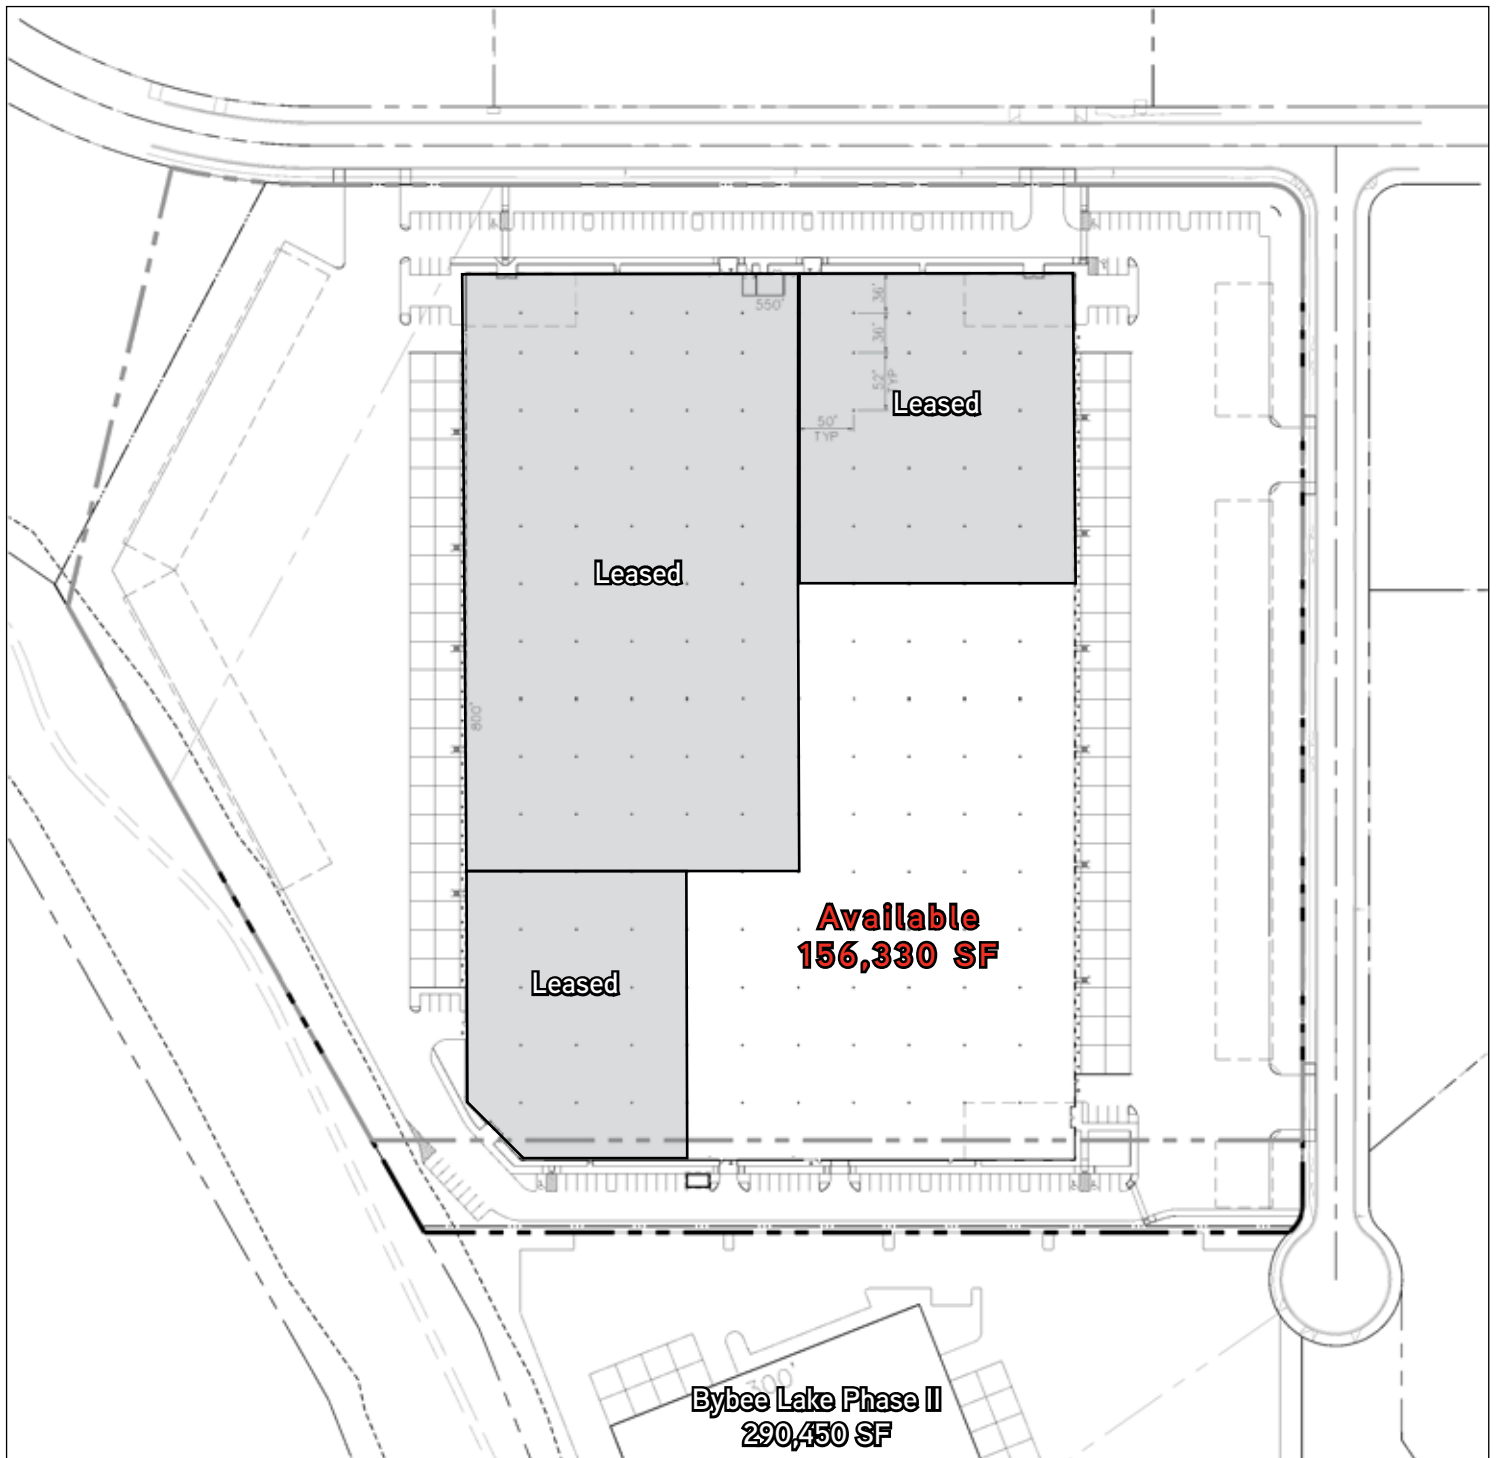 550'
36'
36'
52'
TYP
Leased
50'
TYP
Leased
800'
Available
156,330 SF
Leased
300'
Bybee Lake Phase II
290,450 SF